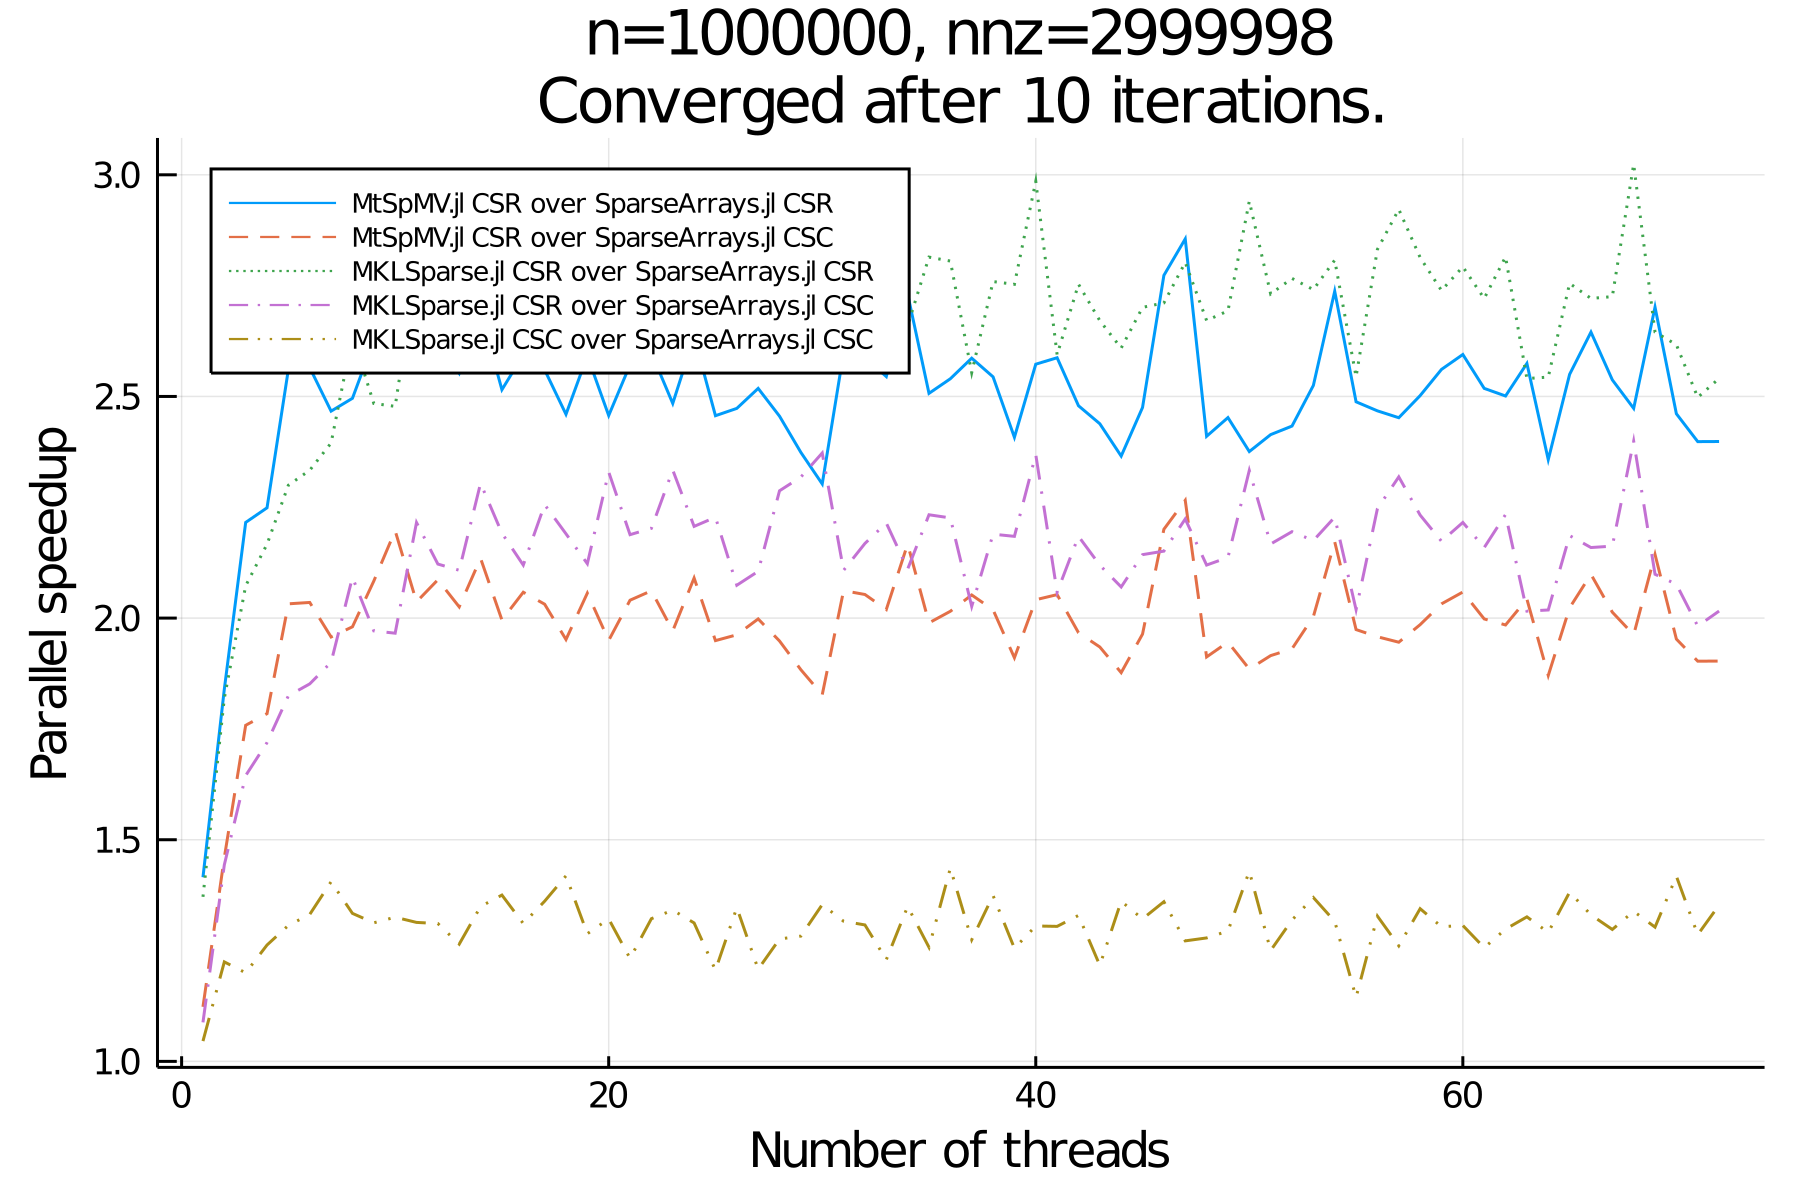 n=1000000, nnz=2999998
Converged after 10 iterations.
MtSpMV.jl CSR over SparseArrays.jl CSR
MtSpMV.jl CSR over SparseArrays.jl CSC
MKLSparse.jl CSR over SparseArrays.jl CSR
MKLSparse.jl CSR over SparseArrays.jl CSC
MKLSparse.jl CSC over SparseArrays.jl CSC
Parallel speedup
3.0
2.5
2.0
1.5
1.0
0 20 40 60
Number of threads